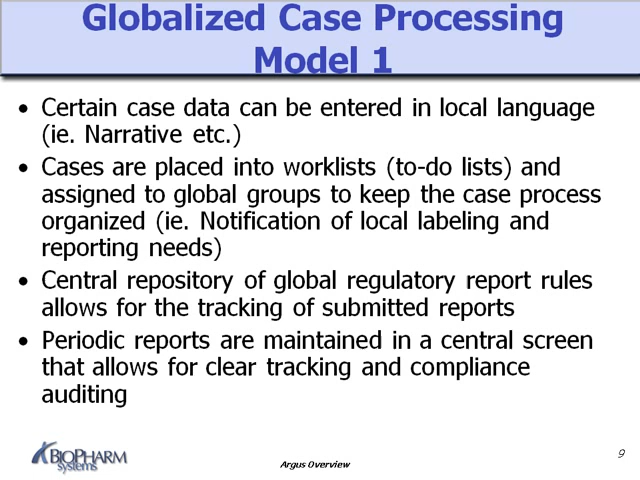 Globalized Case Processing
Model 1
• Certain case data can be entered in local language
(ie. Narrative etc.)
• Cases are placed into worklists (to-do lists) and
assigned to global groups to keep the case process
organized (ie. Notification of local labeling and
reporting needs)
• Central repository of global regulatory report rules
allows for the tracking of submitted reports
• Periodic reports are maintained in a central screen
that allows for clear tracking and compliance
auditing
BIOPHARM
systems
Argus Overview
9